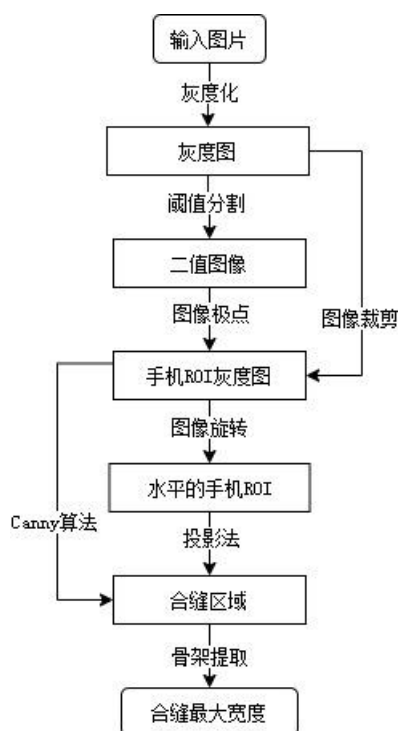 输入图片
灰度化
灰度图
阈值分割
二值图像
图像极点
图像裁剪
手机ROI灰度图
图像旋转
水平的手机ROI
Canny算法
投影法
合缝区域
骨架提取
合缝最大宽度